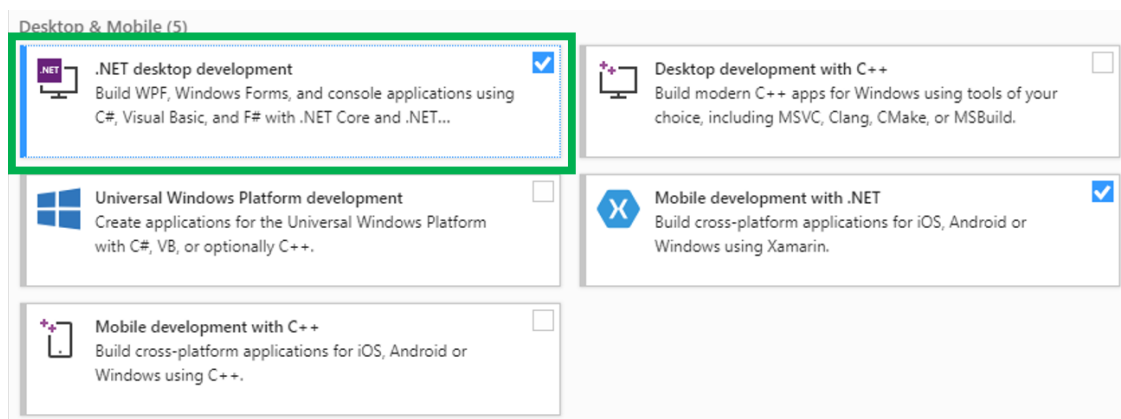 Desktop & Mobile (5)
.NET
.NET desktop development
Build WPF, Windows Forms, and console applications using
C#, Visual Basic, and F# with .NET Core and .NET...
Desktop development with C++
Build modern C++ apps for Windows using tools of your
choice, including MSVC, Clang, CMake, or MSBuild.
Universal Windows Platform development
Create applications for the Universal Windows Platform
with C#, VB, or optionally C++.
Mobile development with .NET
Build cross-platform applications for iOS, Android or
Windows using Xamarin.
Mobile development with C++
Build cross-platform applications for iOS, Android or
Windows using C++.